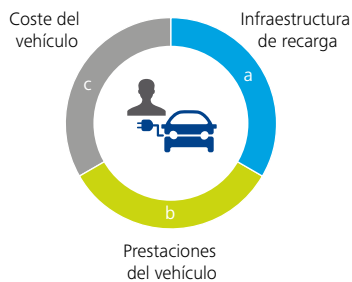 Coste del
vehículo
Infraestructura
de recarga
c
a
b
Prestaciones
del vehículo